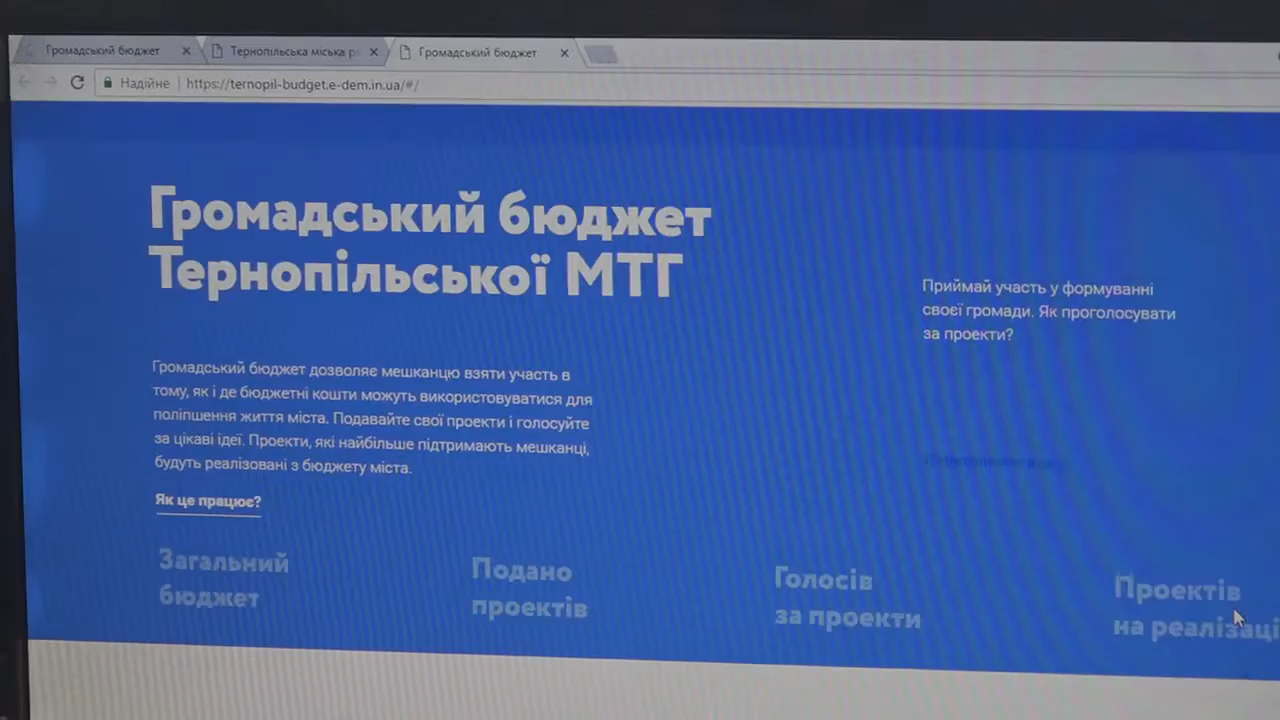 Громадський бюджет
Тернопільська міська р
Громадський бюджет
Надійне
https://ternopil-budget.e-dem.in.ua/#/
Громадський бюджет
Тернопільської МТГ
Приймай участь у формуванні
своєї громади. Як проголосувати
за проекти?
Громадський бюджет дозволяє мешканцю взяти участь в
тому, як і де бюджетні кошти можуть використовуватися для
поліпшення життя міста. Подавайте свої проекти і голосуйте
за цікаві ідеї. Проекти, які найбільше підтримають мешканці,
будуть реалізовані з бюджету міста.
Як це працює?
Загальний
бюджет
Подано
проектів
Голосів
за проекти
Проектів
на реалізаці